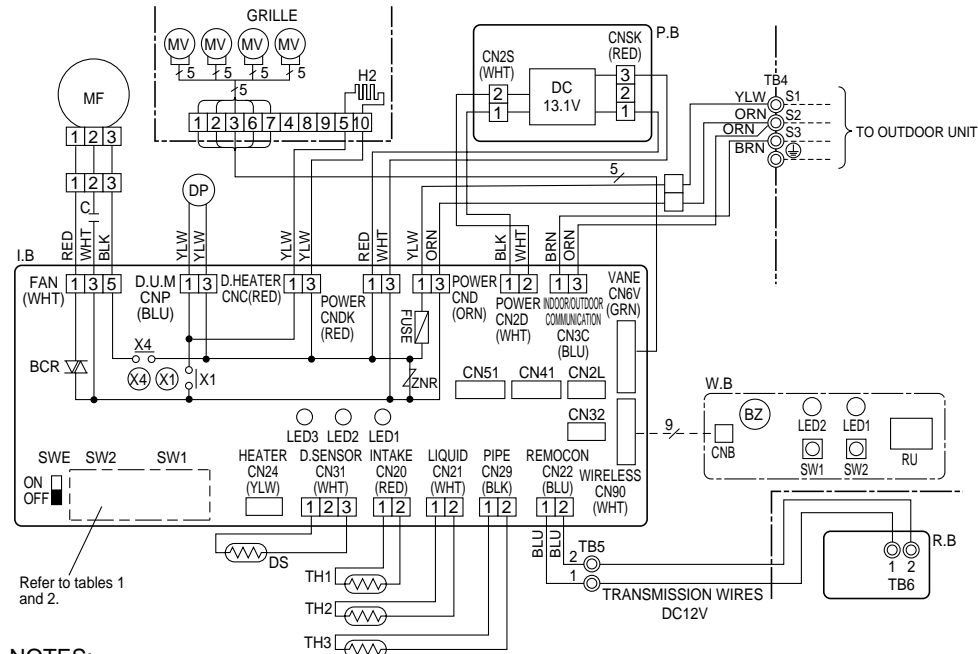 GRILLE
MV MV MV MV
5 5 5 5
5
H2
1 2 3 6 7 4 8 9 5 10
MF
1 2 3
1 2 3
C
RED
WHT
BLK
DP
YLW
YLW
YLW
YLW
RED
WHT
YLW
ORN
BLK
WHT
BRN
ORN
P.B
CN2S
(WHT)
2
1
DC
13.1V
CNSK
(RED)
3
2
1
5
TB4
YLW S1
ORN S2
ORN S3
BRN
TO OUTDOOR UNIT
I.B
FAN
(WHT)
1 3 5
D.U.M
CNP
(BLU)
1 3
D.HEATER
CNC(RED)
1 3
POWER
CNDK
(RED)
1 3
FUSE
1 3
POWER
CND
(ORN)
1 2
POWER
CN2D
(WHT)
1 3
INDOOR/OUTDOOR
COMMUNICATION
CN3C
(BLU)
VANE
CN6V
(GRN)
BCR
X4
X4 X1
X1
ZNR
CN51 CN41 CN2L
CN32
LED3 LED2 LED1
SWE SW2 SW1
ON
OFF
HEATER
CN24
(YLW)
D.SENSOR
CN31
(WHT)
1 2 3
INTAKE
CN20
(RED)
1 2
LIQUID
CN21
(WHT)
1 2
PIPE
CN29
(BLK)
1 2
REMOCON
CN22
(BLU)
1 2
WIRELESS
CN90
(WHT)
9
W.B
BZ
CNB
LED2 LED1
SW1 SW2
RU
Refer to tables 1
and 2.
DS
TH1
TH2
TH3
BLU
BLU
2 TB5
1
TRANSMISSION WIRES
DC12V
R.B
1 2
TB6
NOTES: